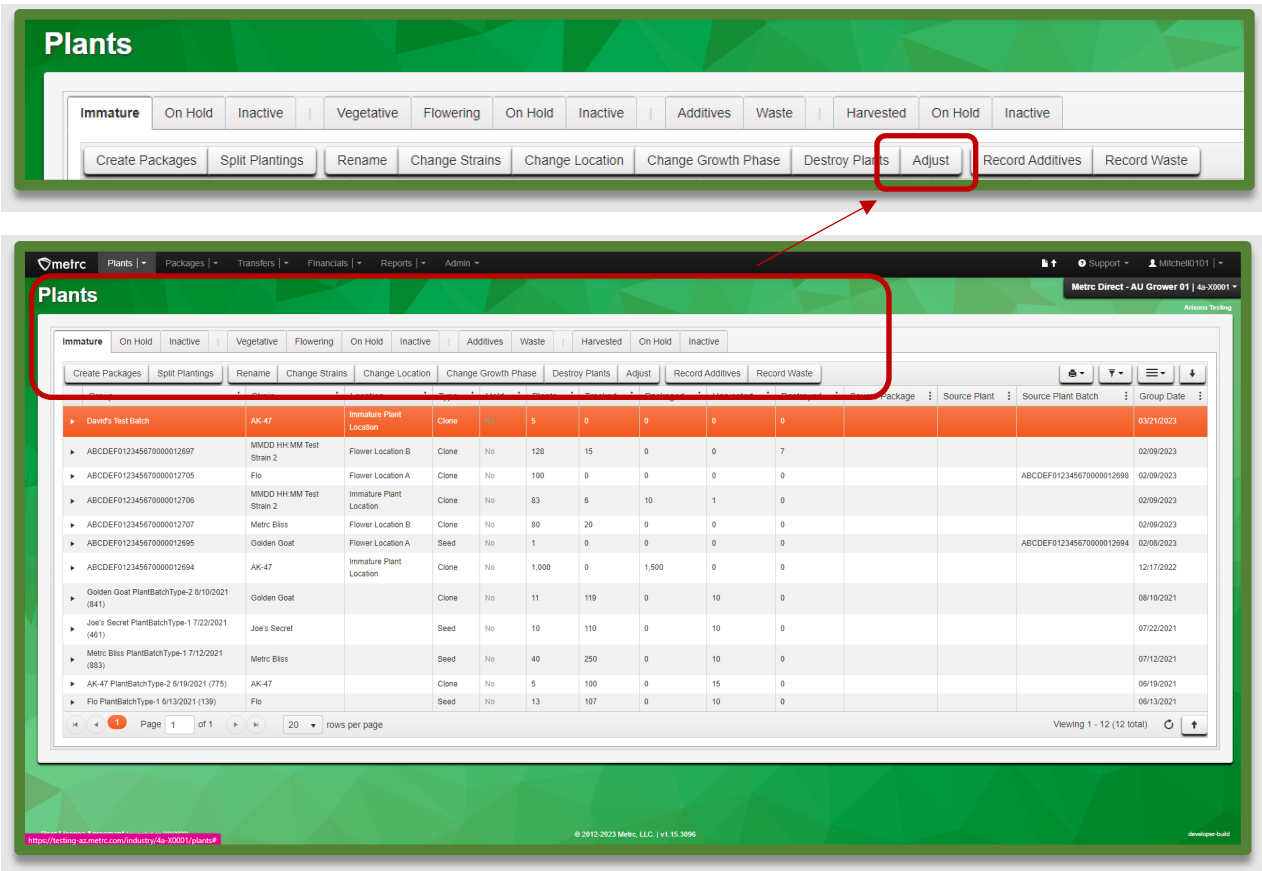 Plants
Immature On Hold Inactive | Vegetative Flowering On Hold Inactive | Additives Waste | Harvested On Hold Inactive
Create Packages Split Plantings Rename Change Strains Change Location Change Growth Phase Destroy Plants Adjust Record Additives Record Waste
metrc Plants | Packages | Transfers | Financials | Reports | Admin Support Mitchell0101 |
Plants Metrc Direct - AU Grower 01 | 4a-X0001
Arizona Testing
Immature On Hold Inactive | Vegetative Flowering On Hold Inactive | Additives Waste | Harvested On Hold Inactive
Create Packages Split Plantings Rename Change Strains Change Location Change Growth Phase Destroy Plants Adjust Record Additives Record Waste
Group Strain Location Type Hold Plants Tracked Packaged Harvested Destroyed Source Package Source Plant Source Plant Batch Group Date
David's Test Batch AK-47 Immature Plant Location Clone No 5 0 0 0 0 03/21/2023
ABCDEF012345670000012697 MMDD HH:MM Test Strain 2 Flower Location B Clone No 128 15 0 0 7 02/09/2023
ABCDEF012345670000012705 Flo Flower Location A Clone No 100 0 0 0 0 ABCDEF012345670000012698 02/09/2023
ABCDEF012345670000012706 MMDD HH:MM Test Strain 2 Immature Plant Location Clone No 83 6 10 1 0 02/09/2023
ABCDEF012345670000012707 Metrc Bliss Flower Location B Clone No 80 20 0 0 0 02/09/2023
ABCDEF012345670000012695 Golden Goat Flower Location A Seed No 1 0 0 0 0 ABCDEF012345670000012694 02/08/2023
ABCDEF012345670000012694 AK-47 Immature Plant Location Clone No 1,000 0 1,500 0 0 12/17/2022
Golden Goat PlantBatchType-2 8/10/2021 (841) Golden Goat Clone No 11 119 0 10 0 08/10/2021
Joe's Secret PlantBatchType-1 7/22/2021 (461) Joe's Secret Seed No 10 110 0 10 0 07/22/2021
Metrc Bliss PlantBatchType-1 7/12/2021 (883) Metrc Bliss Seed No 40 250 0 10 0 07/12/2021
AK-47 PlantBatchType-2 6/19/2021 (775) AK-47 Clone No 5 100 0 15 0 06/19/2021
Flo PlantBatchType-1 6/13/2021 (139) Flo Seed No 13 107 0 10 0 06/13/2021
1 Page 1 of 1 20 rows per page Viewing 1 - 12 (12 total)
© 2012-2023 Metrc, LLC. | v1.15.3096 developer-build
https://testing-az.metrc.com/industry/4a-X0001/plants#